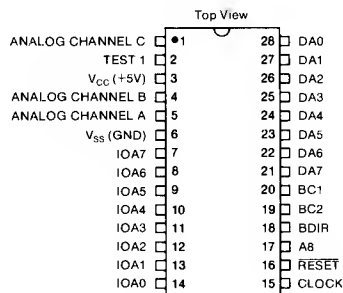 Top View
ANALOG CHANNEL C 1 28 DA0
TEST 1 2 27 DA1
VCC (+5V) 3 26 DA2
ANALOG CHANNEL B 4 25 DA3
ANALOG CHANNEL A 5 24 DA4
VSS (GND) 6 23 DA5
IOA7 7 22 DA6
IOA6 8 21 DA7
IOA5 9 20 BC1
IOA4 10 19 BC2
IOA3 11 18 BDIR
IOA2 12 17 A8
IOA1 13 16 RESET
IOA0 14 15 CLOCK